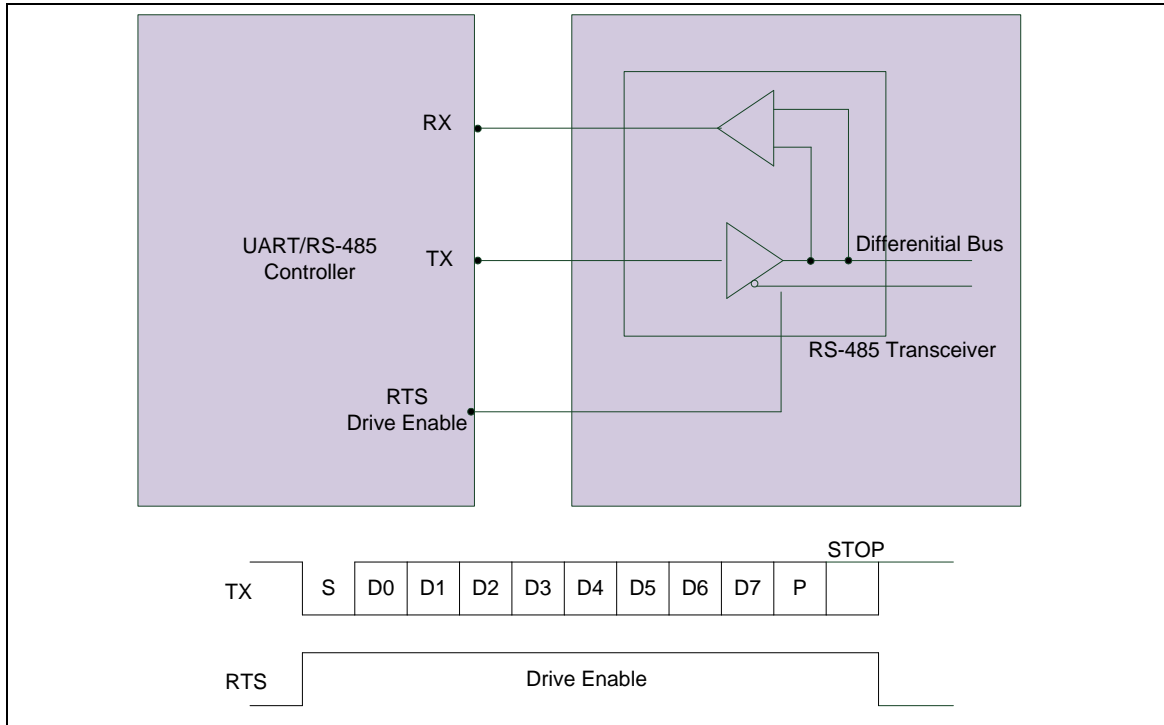 RX
UART/RS-485
Controller
TX
Differenitial Bus
RS-485 Transceiver
RTS
Drive Enable
STOP
TX
S D0 D1 D2 D3 D4 D5 D6 D7 P
RTS
Drive Enable